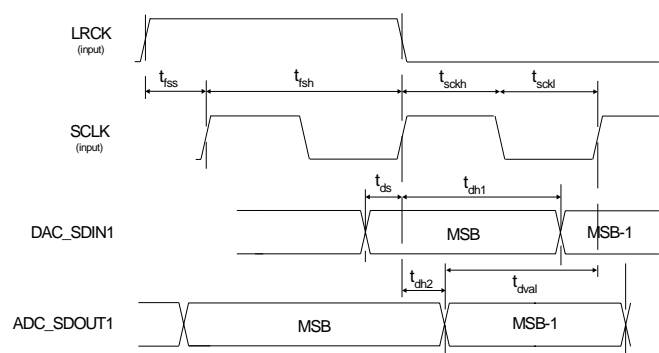 LRCK
(input)
tfss
tfsh
tsckh
tsckl
SCLK
(input)
tds
tdh1
DAC_SDIN1
MSB
MSB-1
tdh2
tdval
ADC_SDOUT1
MSB
MSB-1